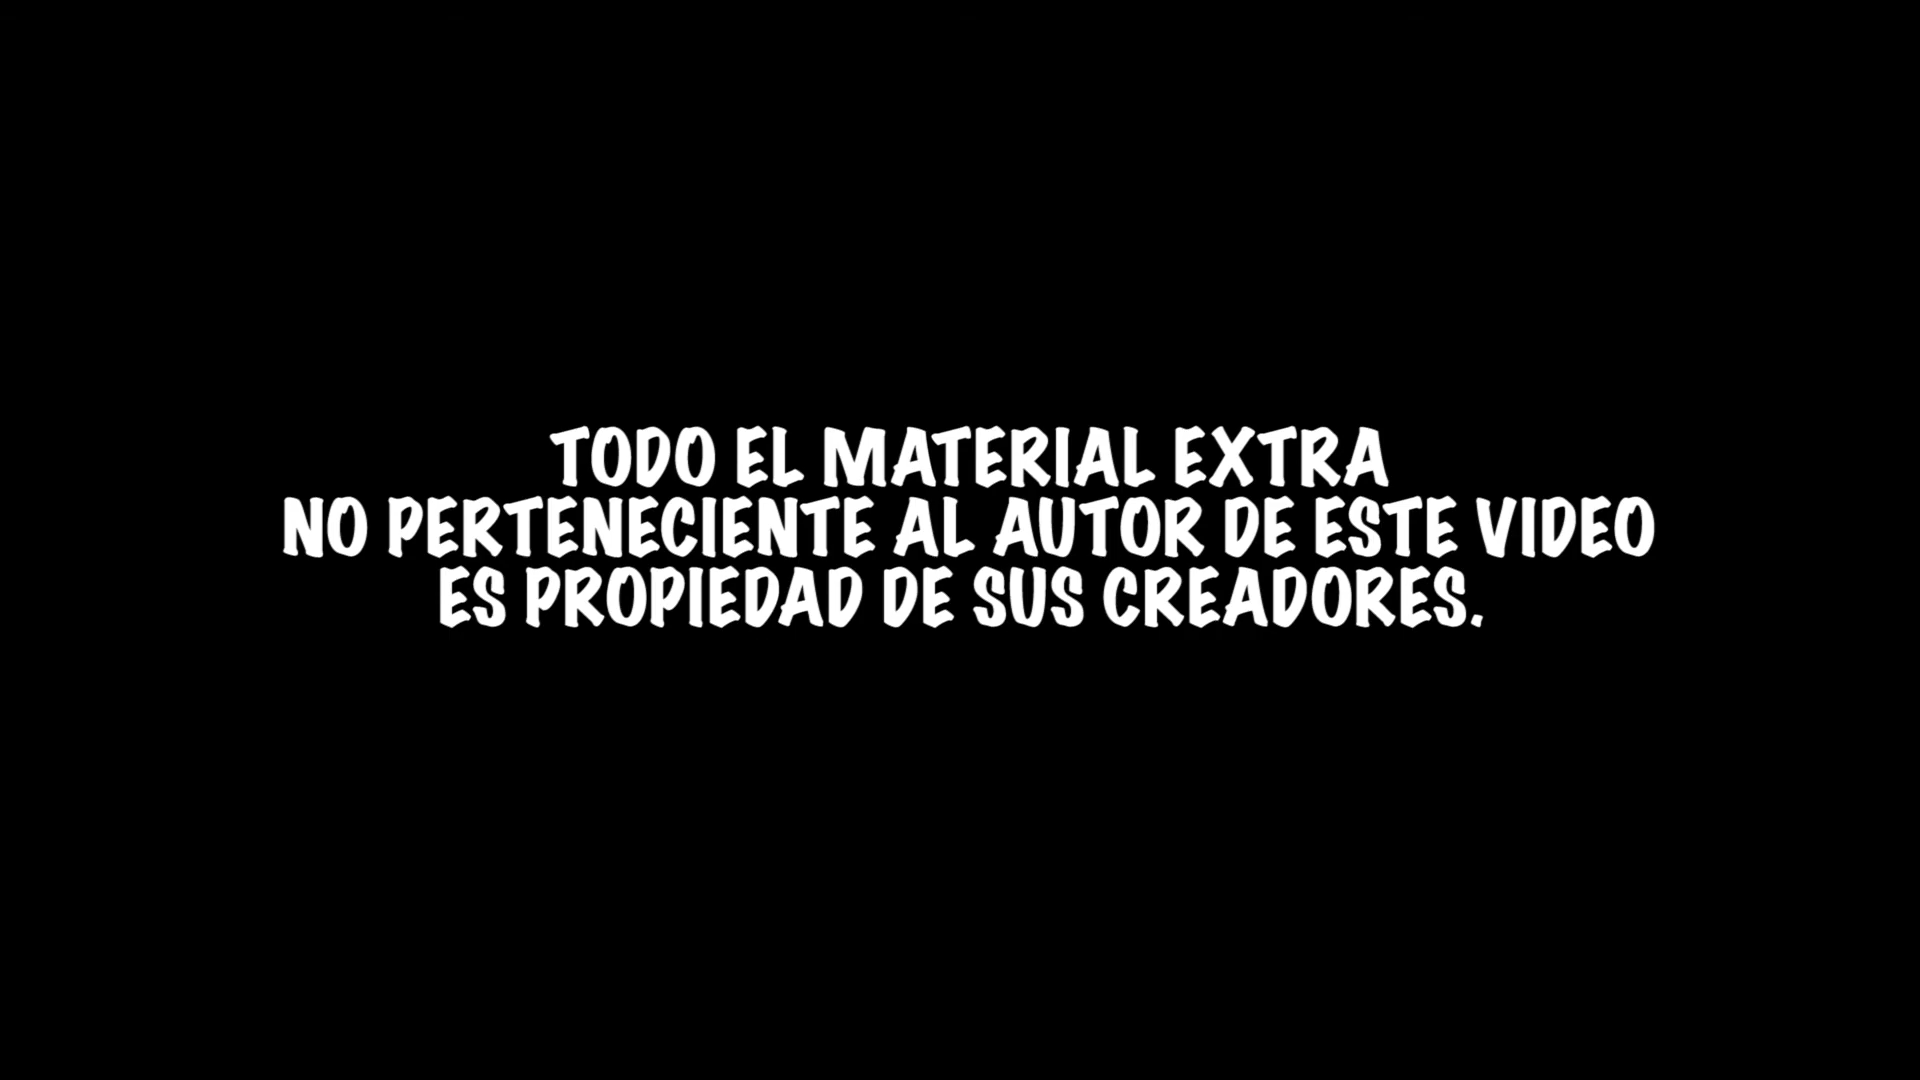 TODO EL MATERIAL EXTRA
NO PERTENECIENTE AL AUTOR DE ESTE VIDEO
ES PROPIEDAD DE SUS CREADORES.